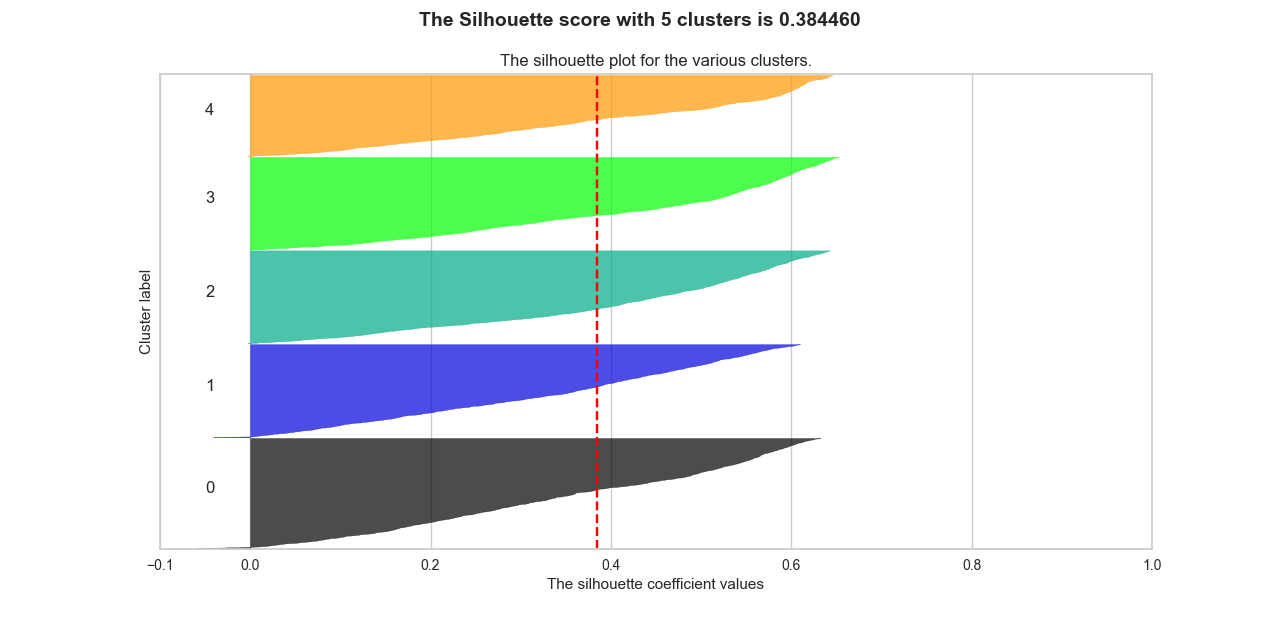 The Silhouette score with 5 clusters is 0.384460
The silhouette plot for the various clusters.
Cluster label
4
3
2
1
0
−0.1 0.0 0.2 0.4 0.6 0.8 1.0
The silhouette coefficient values